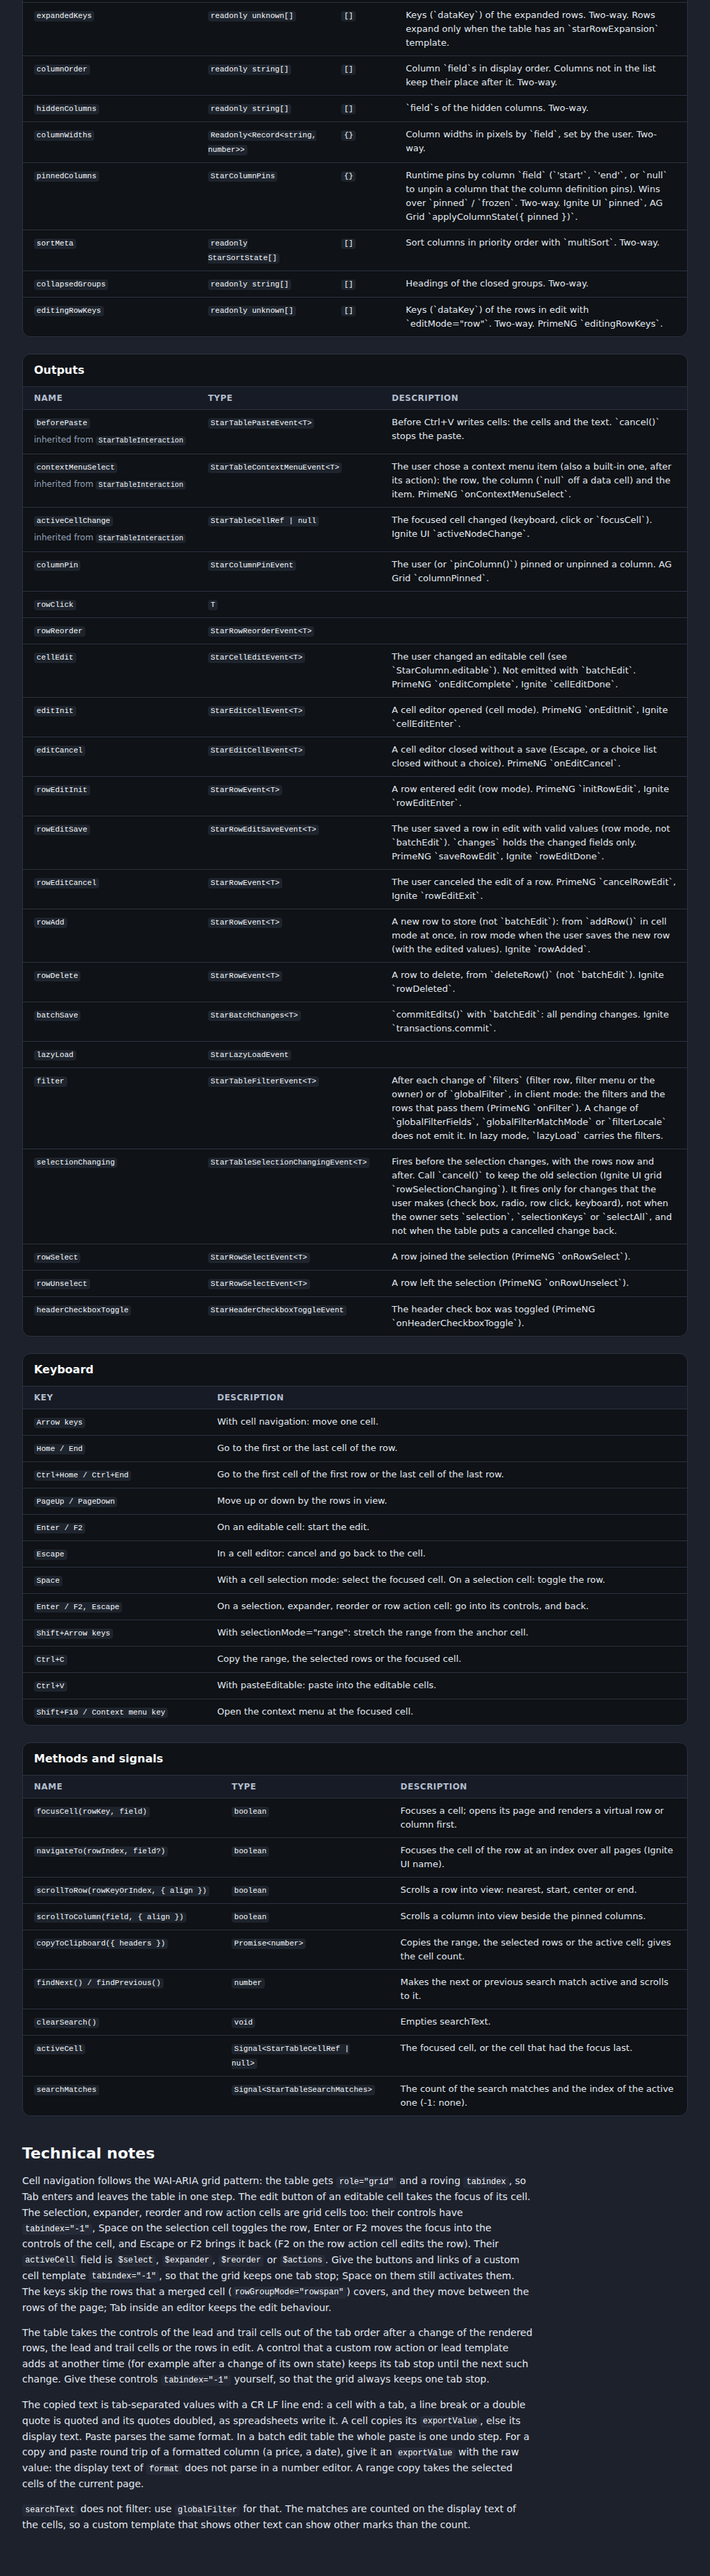 expandedKeys readonly unknown[] [] Keys (`dataKey`) of the expanded rows. Two-way. Rows
expand only when the table has an `starRowExpansion`
template.
columnOrder readonly string[] [] Column `field`s in display order. Columns not in the list
keep their place after it. Two-way.
hiddenColumns readonly string[] [] `field`s of the hidden columns. Two-way.
columnWidths Readonly<Record<string, {} Column widths in pixels by `field`, set by the user. Two-
number>> way.
pinnedColumns StarColumnPins {} Runtime pins by column `field` (`'start'`, `'end'`, or `null`
to unpin a column that the column definition pins). Wins
over `pinned` / `frozen`. Two-way. Ignite UI `pinned`, AG
Grid `applyColumnState({ pinned })`.
sortMeta readonly [] Sort columns in priority order with `multiSort`. Two-way.
StarSortState[]
collapsedGroups readonly string[] [] Headings of the closed groups. Two-way.
editingRowKeys readonly unknown[] [] Keys (`dataKey`) of the rows in edit with
`editMode="row"`. Two-way. PrimeNG `editingRowKeys`.
Outputs
NAME TYPE DESCRIPTION
beforePaste StarTablePasteEvent<T> Before Ctrl+V writes cells: the cells and the text. `cancel()`
inherited from StarTableInteraction stops the paste.
contextMenuSelect StarTableContextMenuEvent<T> The user chose a context menu item (also a built-in one, after
inherited from StarTableInteraction its action): the row, the column (`null` off a data cell) and the
item. PrimeNG `onContextMenuSelect`.
activeCellChange StarTableCellRef | null The focused cell changed (keyboard, click or `focusCell`).
inherited from StarTableInteraction Ignite UI `activeNodeChange`.
columnPin StarColumnPinEvent The user (or `pinColumn()`) pinned or unpinned a column. AG
Grid `columnPinned`.
rowClick T
rowReorder StarRowReorderEvent<T>
cellEdit StarCellEditEvent<T> The user changed an editable cell (see
`StarColumn.editable`). Not emitted with `batchEdit`.
PrimeNG `onEditComplete`, Ignite `cellEditDone`.
editInit StarEditCellEvent<T> A cell editor opened (cell mode). PrimeNG `onEditInit`, Ignite
`cellEditEnter`.
editCancel StarEditCellEvent<T> A cell editor closed without a save (Escape, or a choice list
closed without a choice). PrimeNG `onEditCancel`.
rowEditInit StarRowEvent<T> A row entered edit (row mode). PrimeNG `initRowEdit`, Ignite
`rowEditEnter`.
rowEditSave StarRowEditSaveEvent<T> The user saved a row in edit with valid values (row mode, not
`batchEdit`). `changes` holds the changed fields only.
PrimeNG `saveRowEdit`, Ignite `rowEditDone`.
rowEditCancel StarRowEvent<T> The user canceled the edit of a row. PrimeNG `cancelRowEdit`,
Ignite `rowEditExit`.
rowAdd StarRowEvent<T> A new row to store (not `batchEdit`): from `addRow()` in cell
mode at once, in row mode when the user saves the new row
(with the edited values). Ignite `rowAdded`.
rowDelete StarRowEvent<T> A row to delete, from `deleteRow()` (not `batchEdit`). Ignite
`rowDeleted`.
batchSave StarBatchChanges<T> `commitEdits()` with `batchEdit`: all pending changes. Ignite
`transactions.commit`.
lazyLoad StarLazyLoadEvent
filter StarTableFilterEvent<T> After each change of `filters` (filter row, filter menu or the
owner) or of `globalFilter`, in client mode: the filters and the
rows that pass them (PrimeNG `onFilter`). A change of
`globalFilterFields`, `globalFilterMatchMode` or `filterLocale`
does not emit it. In lazy mode, `lazyLoad` carries the filters.
selectionChanging StarTableSelectionChangingEvent<T> Fires before the selection changes, with the rows now and
after. Call `cancel()` to keep the old selection (Ignite UI grid
`rowSelectionChanging`). It fires only for changes that the
user makes (check box, radio, row click, keyboard), not when
the owner sets `selection`, `selectionKeys` or `selectAll`, and
not when the table puts a cancelled change back.
rowSelect StarRowSelectEvent<T> A row joined the selection (PrimeNG `onRowSelect`).
rowUnselect StarRowSelectEvent<T> A row left the selection (PrimeNG `onRowUnselect`).
headerCheckboxToggle StarHeaderCheckboxToggleEvent The header check box was toggled (PrimeNG
`onHeaderCheckboxToggle`).
Keyboard
KEY DESCRIPTION
Arrow keys With cell navigation: move one cell.
Home / End Go to the first or the last cell of the row.
Ctrl+Home / Ctrl+End Go to the first cell of the first row or the last cell of the last row.
PageUp / PageDown Move up or down by the rows in view.
Enter / F2 On an editable cell: start the edit.
Escape In a cell editor: cancel and go back to the cell.
Space With a cell selection mode: select the focused cell. On a selection cell: toggle the row.
Enter / F2, Escape On a selection, expander, reorder or row action cell: go into its controls, and back.
Shift+Arrow keys With selectionMode="range": stretch the range from the anchor cell.
Ctrl+C Copy the range, the selected rows or the focused cell.
Ctrl+V With pasteEditable: paste into the editable cells.
Shift+F10 / Context menu key Open the context menu at the focused cell.
Methods and signals
NAME TYPE DESCRIPTION
focusCell(rowKey, field) boolean Focuses a cell; opens its page and renders a virtual row or
column first.
navigateTo(rowIndex, field?) boolean Focuses the cell of the row at an index over all pages (Ignite
UI name).
scrollToRow(rowKeyOrIndex, { align }) boolean Scrolls a row into view: nearest, start, center or end.
scrollToColumn(field, { align }) boolean Scrolls a column into view beside the pinned columns.
copyToClipboard({ headers }) Promise<number> Copies the range, the selected rows or the active cell; gives
the cell count.
findNext() / findPrevious() number Makes the next or previous search match active and scrolls
to it.
clearSearch() void Empties searchText.
activeCell Signal<StarTableCellRef | The focused cell, or the cell that had the focus last.
null>
searchMatches Signal<StarTableSearchMatches> The count of the search matches and the index of the active
one (-1: none).
Technical notes
Cell navigation follows the WAI-ARIA grid pattern: the table gets role="grid" and a roving tabindex, so
Tab enters and leaves the table in one step. The edit button of an editable cell takes the focus of its cell.
The selection, expander, reorder and row action cells are grid cells too: their controls have
tabindex="-1", Space on the selection cell toggles the row, Enter or F2 moves the focus into the
controls of the cell, and Escape or F2 brings it back (F2 on the row action cell edits the row). Their
activeCell field is $select, $expander, $reorder or $actions. Give the buttons and links of a custom
cell template tabindex="-1", so that the grid keeps one tab stop; Space on them still activates them.
The keys skip the rows that a merged cell (rowGroupMode="rowspan") covers, and they move between the
rows of the page; Tab inside an editor keeps the edit behaviour.
The table takes the controls of the lead and trail cells out of the tab order after a change of the rendered
rows, the lead and trail cells or the rows in edit. A control that a custom row action or lead template
adds at another time (for example after a change of its own state) keeps its tab stop until the next such
change. Give these controls tabindex="-1" yourself, so that the grid always keeps one tab stop.
The copied text is tab-separated values with a CR LF line end: a cell with a tab, a line break or a double
quote is quoted and its quotes doubled, as spreadsheets write it. A cell copies its exportValue, else its
display text. Paste parses the same format. In a batch edit table the whole paste is one undo step. For a
copy and paste round trip of a formatted column (a price, a date), give it an exportValue with the raw
value: the display text of format does not parse in a number editor. A range copy takes the selected
cells of the current page.
searchText does not filter: use globalFilter for that. The matches are counted on the display text of
the cells, so a custom template that shows other text can show other marks than the count.